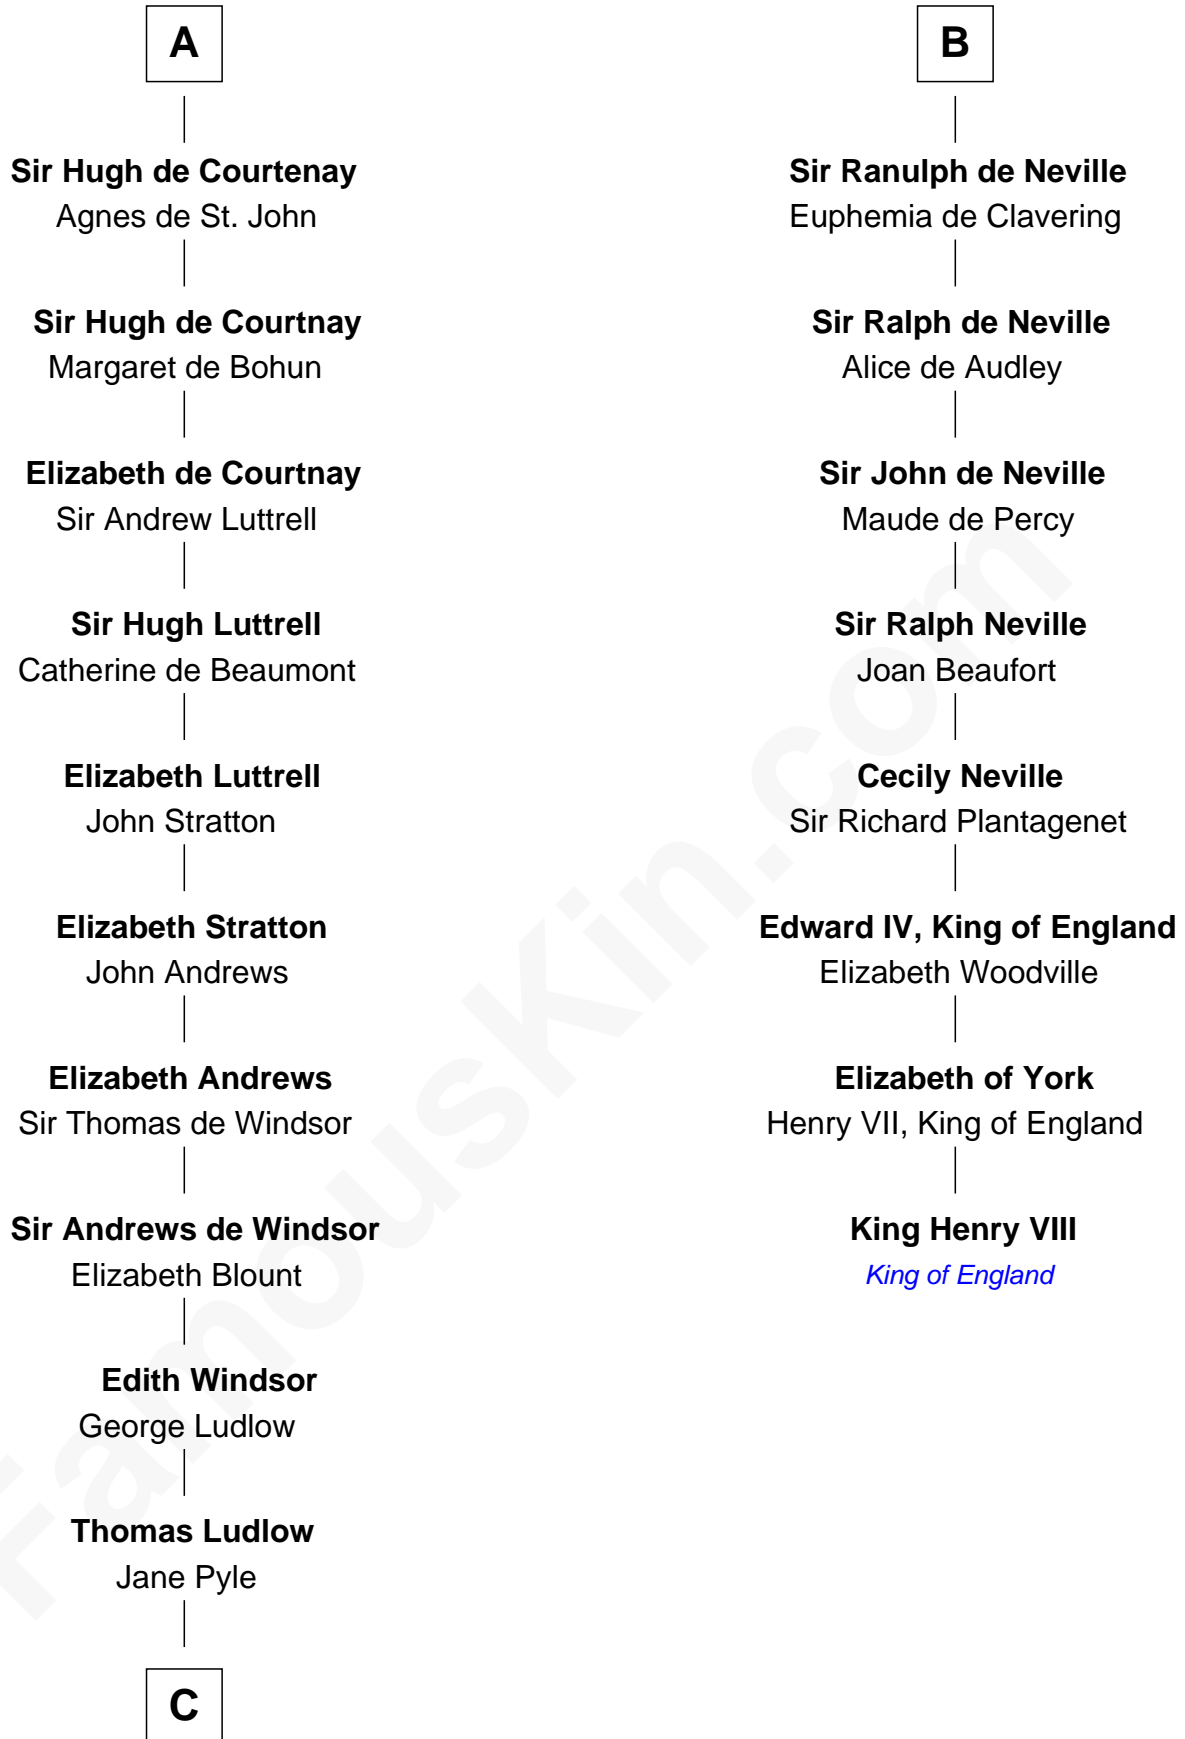 A
Sir Hugh de Courtenay
Agnes de St. John
Sir Hugh de Courtnay
Margaret de Bohun
Elizabeth de Courtnay
Sir Andrew Luttrell
Sir Hugh Luttrell
Catherine de Beaumont
Elizabeth Luttrell
John Stratton
Elizabeth Stratton
John Andrews
Elizabeth Andrews
Sir Thomas de Windsor
Sir Andrews de Windsor
Elizabeth Blount
Edith Windsor
George Ludlow
Thomas Ludlow
Jane Pyle
C
B
Sir Ranulph de Neville
Euphemia de Clavering
Sir Ralph de Neville
Alice de Audley
Sir John de Neville
Maude de Percy
Sir Ralph Neville
Joan Beaufort
Cecily Neville
Sir Richard Plantagenet
Edward IV, King of England
Elizabeth Woodville
Elizabeth of York
Henry VII, King of England
King Henry VIII
King of England
FamousKin.com